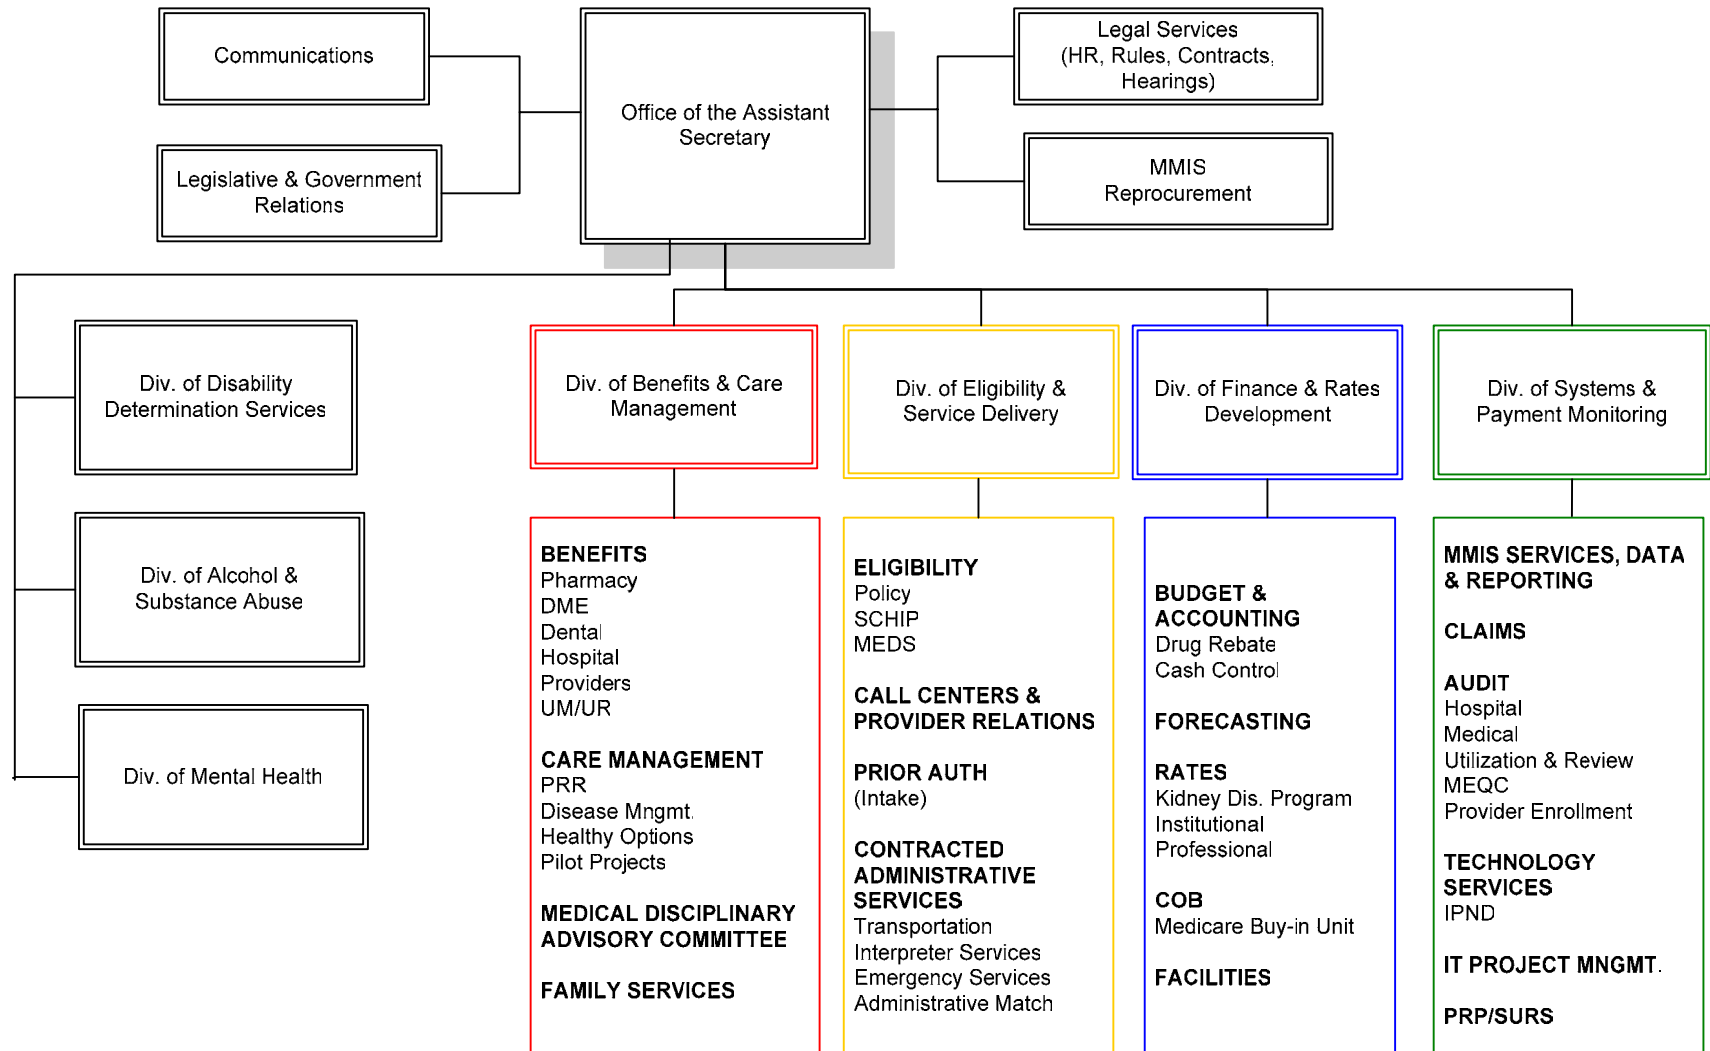 Communications
Office of the Assistant
Secretary
Legal Services
(HR, Rules, Contracts,
Hearings)
Legislative & Government
Relations
MMIS
Reprocurement
Div. of Disability
Determination Services
Div. of Alcohol &
Substance Abuse
Div. of Mental Health
Div. of Benefits & Care
Management
Div. of Eligibility &
Service Delivery
Div. of Finance & Rates
Development
Div. of Systems &
Payment Monitoring
BENEFITS
Pharmacy
DME
Dental
Hospital
Providers
UM/UR
CARE MANAGEMENT
PRR
Disease Mngmt.
Healthy Options
Pilot Projects
MEDICAL DISCIPLINARY
ADVISORY COMMITTEE
FAMILY SERVICES
ELIGIBILITY
Policy
SCHIP
MEDS
CALL CENTERS &
PROVIDER RELATIONS
PRIOR AUTH
(Intake)
CONTRACTED
ADMINISTRATIVE
SERVICES
Transportation
Interpreter Services
Emergency Services
Administrative Match
BUDGET &
ACCOUNTING
Drug Rebate
Cash Control
FORECASTING
RATES
Kidney Dis. Program
Institutional
Professional
COB
Medicare Buy-in Unit
FACILITIES
MMIS SERVICES, DATA
& REPORTING
CLAIMS
AUDIT
Hospital
Medical
Utilization & Review
MEQC
Provider Enrollment
TECHNOLOGY
SERVICES
IPND
IT PROJECT MNGMT.
PRP/SURS